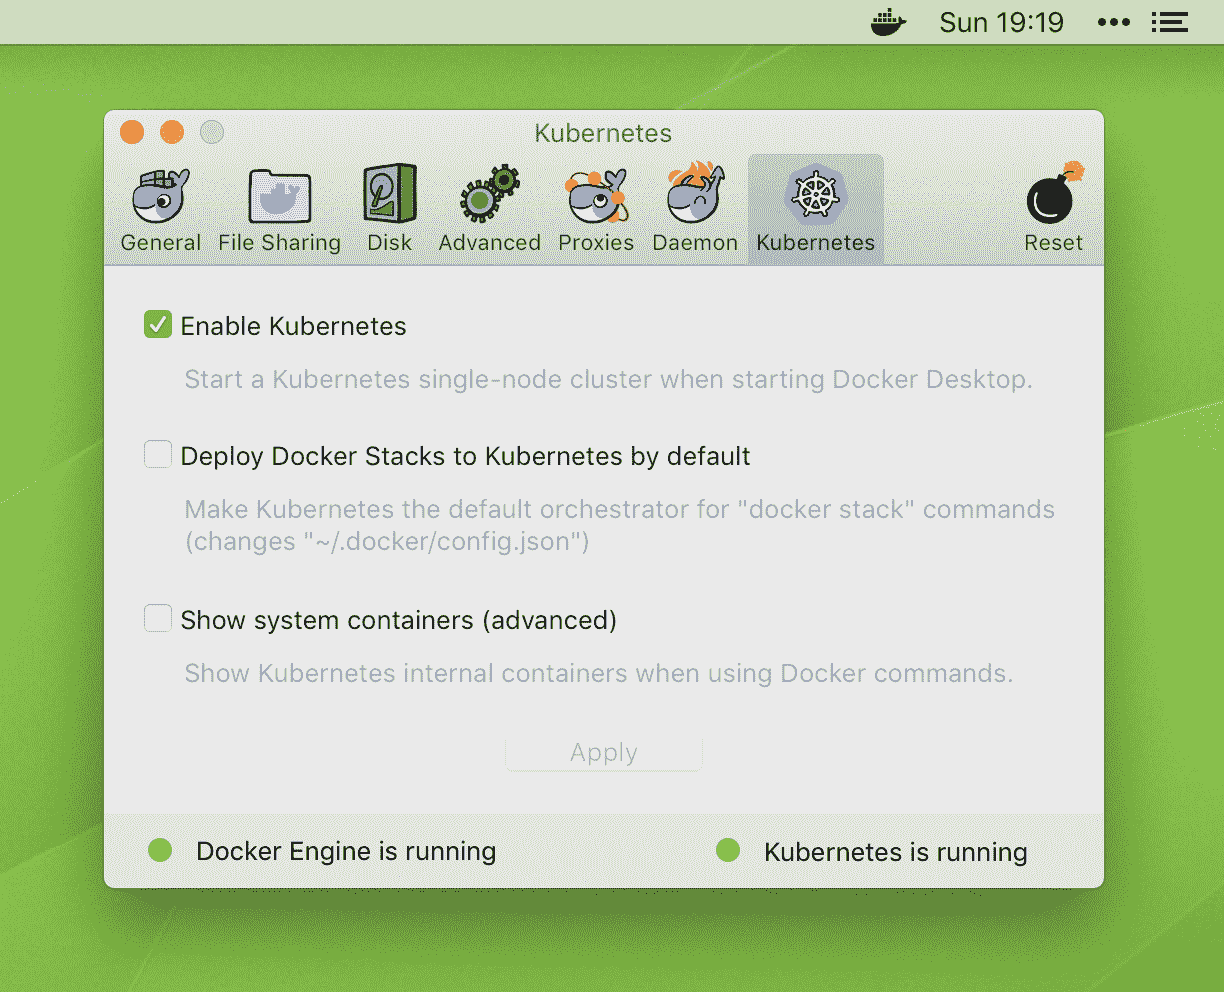 Sun 19:19
Kubernetes
General
File Sharing
Disk
Advanced
Proxies
Daemon
Kubernetes
Reset
Enable Kubernetes
Start a Kubernetes single-node cluster when starting Docker Desktop.
Deploy Docker Stacks to Kubernetes by default
Make Kubernetes the default orchestrator for "docker stack" commands
(changes "~/.docker/config.json")
Show system containers (advanced)
Show Kubernetes internal containers when using Docker commands.
Apply
Docker Engine is running
Kubernetes is running